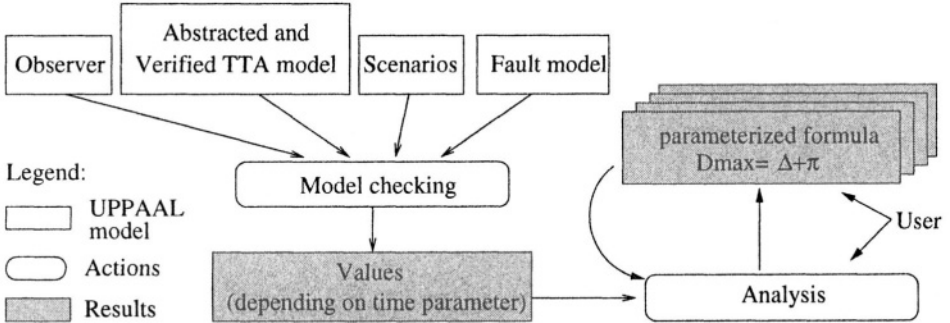 Observer
Abstracted and
Verified TTA model
Scenarios
Fault model
parameterized formula
Dmax= Δ+π
Model checking
Legend:
UPPAAL
model
User
Actions
Values
(depending on time parameter)
Analysis
Results